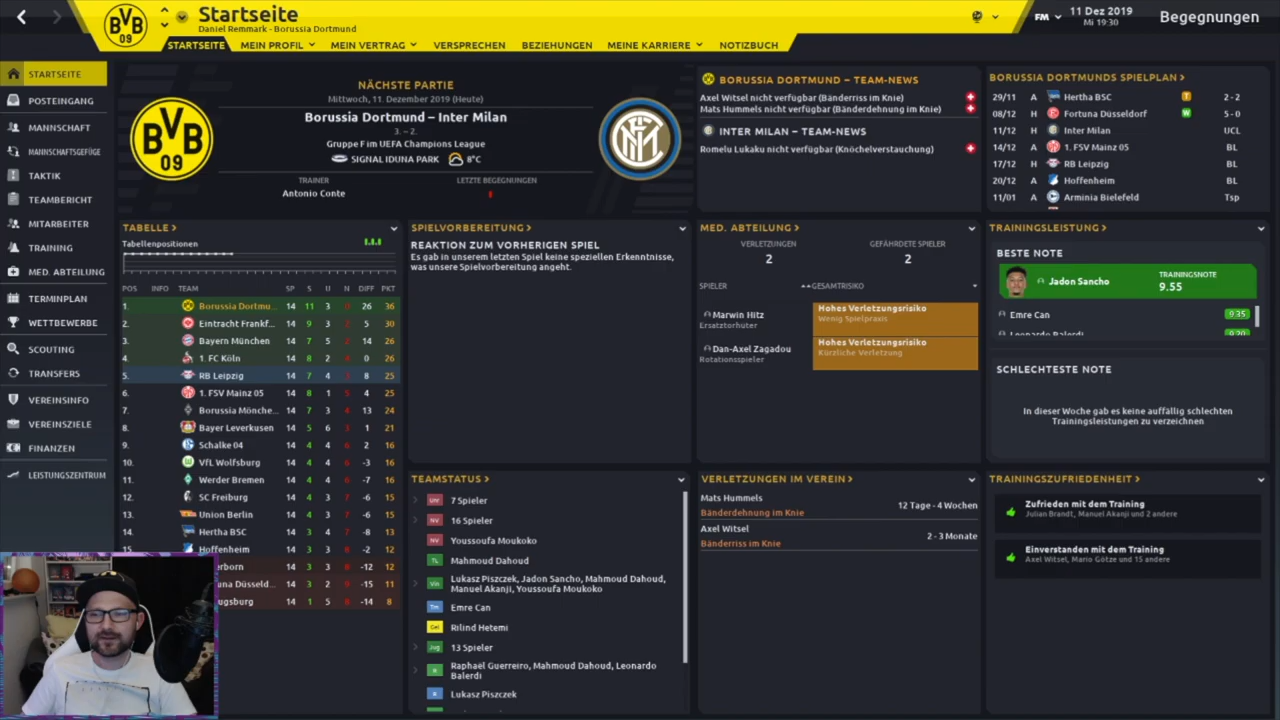 Startseite
Daniel Remmark - Borussia Dortmund
FM
11 Dez 2019
Mi 19:30
Begegnungen
STARTSEITE
MEIN PROFIL
MEIN VERTRAG
VERSPRECHEN
BEZIEHUNGEN
MEINE KARRIERE
NOTIZBUCH
STARTSEITE
POSTEINGANG
MANNSCHAFT
MANNSCHAFTSGEFÜGE
TAKTIK
TEAMBERICHT
MITARBEITER
TRAINING
MED. ABTEILUNG
TERMINPLAN
WETTBEWERBE
SCOUTING
TRANSFERS
VEREINSINFO
VEREINSZIELE
FINANZEN
LEISTUNGSZENTRUM
BVB 09
NÄCHSTE PARTIE
Mittwoch, 11. Dezember 2019 (Heute)
Borussia Dortmund – Inter Milan
3. – 2.
Gruppe F im UEFA Champions League
SIGNAL IDUNA PARK 8°C
TRAINER
Antonio Conte
LETZTE BEGEGNUNGEN
BORUSSIA DORTMUND – TEAM-NEWS
Axel Witsel nicht verfügbar (Bänderriss im Knie)
Mats Hummels nicht verfügbar (Bänderdehnung im Knie)
INTER MILAN – TEAM-NEWS
Romelu Lukaku nicht verfügbar (Knöchelverstauchung)
BORUSSIA DORTMUNDS SPIELPLAN
29/11 A Hertha BSC T 2-2
08/12 H Fortuna Düsseldorf W 5-0
11/12 H Inter Milan UCL
14/12 A 1. FSV Mainz 05 BL
17/12 H RB Leipzig BL
20/12 A Hoffenheim BL
11/01 A Arminia Bielefeld Tsp
TABELLE
Tabellenpositionen
POS INFO TEAM SP S U N DIFF PKT
1. Borussia Dortmu... 14 11 3 0 26 36
2. Eintracht Frankf... 14 9 3 2 5 30
3. Bayern München 14 7 5 2 14 26
4. 1. FC Köln 14 8 2 4 0 26
5. RB Leipzig 14 7 4 3 8 25
6. 1. FSV Mainz 05 14 8 1 5 4 25
7. Borussia Mönche... 14 7 3 4 13 24
8. Bayer Leverkusen 14 5 6 3 1 21
9. Schalke 04 14 4 4 6 2 16
10. VfL Wolfsburg 14 4 4 6 -3 16
11. Werder Bremen 14 4 4 6 -7 16
12. SC Freiburg 14 4 3 7 -6 15
13. Union Berlin 14 4 3 7 -6 15
14. Hertha BSC 14 3 4 7 -8 13
15. Hoffenheim 14 3 3 8 -2 12
erborn 14 3 3 8 -12 12
una Düsseld... 14 3 2 9 -15 11
ugsburg 14 1 5 8 -14 8
SPIELVORBEREITUNG
REAKTION ZUM VORHERIGEN SPIEL
Es gab in unserem letzten Spiel keine speziellen Erkenntnisse,
was unsere Spielvorbereitung angeht.
MED. ABTEILUNG
VERLETZUNGEN
2
GEFÄHRDETE SPIELER
2
SPIELER
GESAMTRISIKO
Marwin Hitz
Ersatztorhüter
Hohes Verletzungsrisiko
Wenig Spielpraxis
Dan-Axel Zagadou
Rotationsspieler
Hohes Verletzungsrisiko
Kürzliche Verletzung
TRAININGSLEISTUNG
BESTE NOTE
Jadon Sancho
TRAININGSNOTE
9.55
Emre Can 9.35
Leonardo Balerdi 9.20
SCHLECHTESTE NOTE
In dieser Woche gab es keine auffällig schlechten
Trainingsleistungen zu verzeichnen
TEAMSTATUS
Unr 7 Spieler
NV 16 Spieler
NV Youssoufa Moukoko
TL Mahmoud Dahoud
Vin Lukasz Piszczek, Jadon Sancho, Mahmoud Dahoud,
Manuel Akanji, Youssoufa Moukoko
Emre Can
Gel Rilind Hetemi
Jug 13 Spieler
Raphaël Guerreiro, Mahmoud Dahoud, Leonardo
Balerdi
Lukasz Piszczek
VERLETZUNGEN IM VEREIN
Mats Hummels
Bänderdehnung im Knie
12 Tage - 4 Wochen
Axel Witsel
Bänderriss im Knie
2 - 3 Monate
TRAININGSZUFRIEDENHEIT
Zufrieden mit dem Training
Julian Brandt, Manuel Akanji und 2 andere
Einverstanden mit dem Training
Axel Witsel, Mario Götze und 15 andere